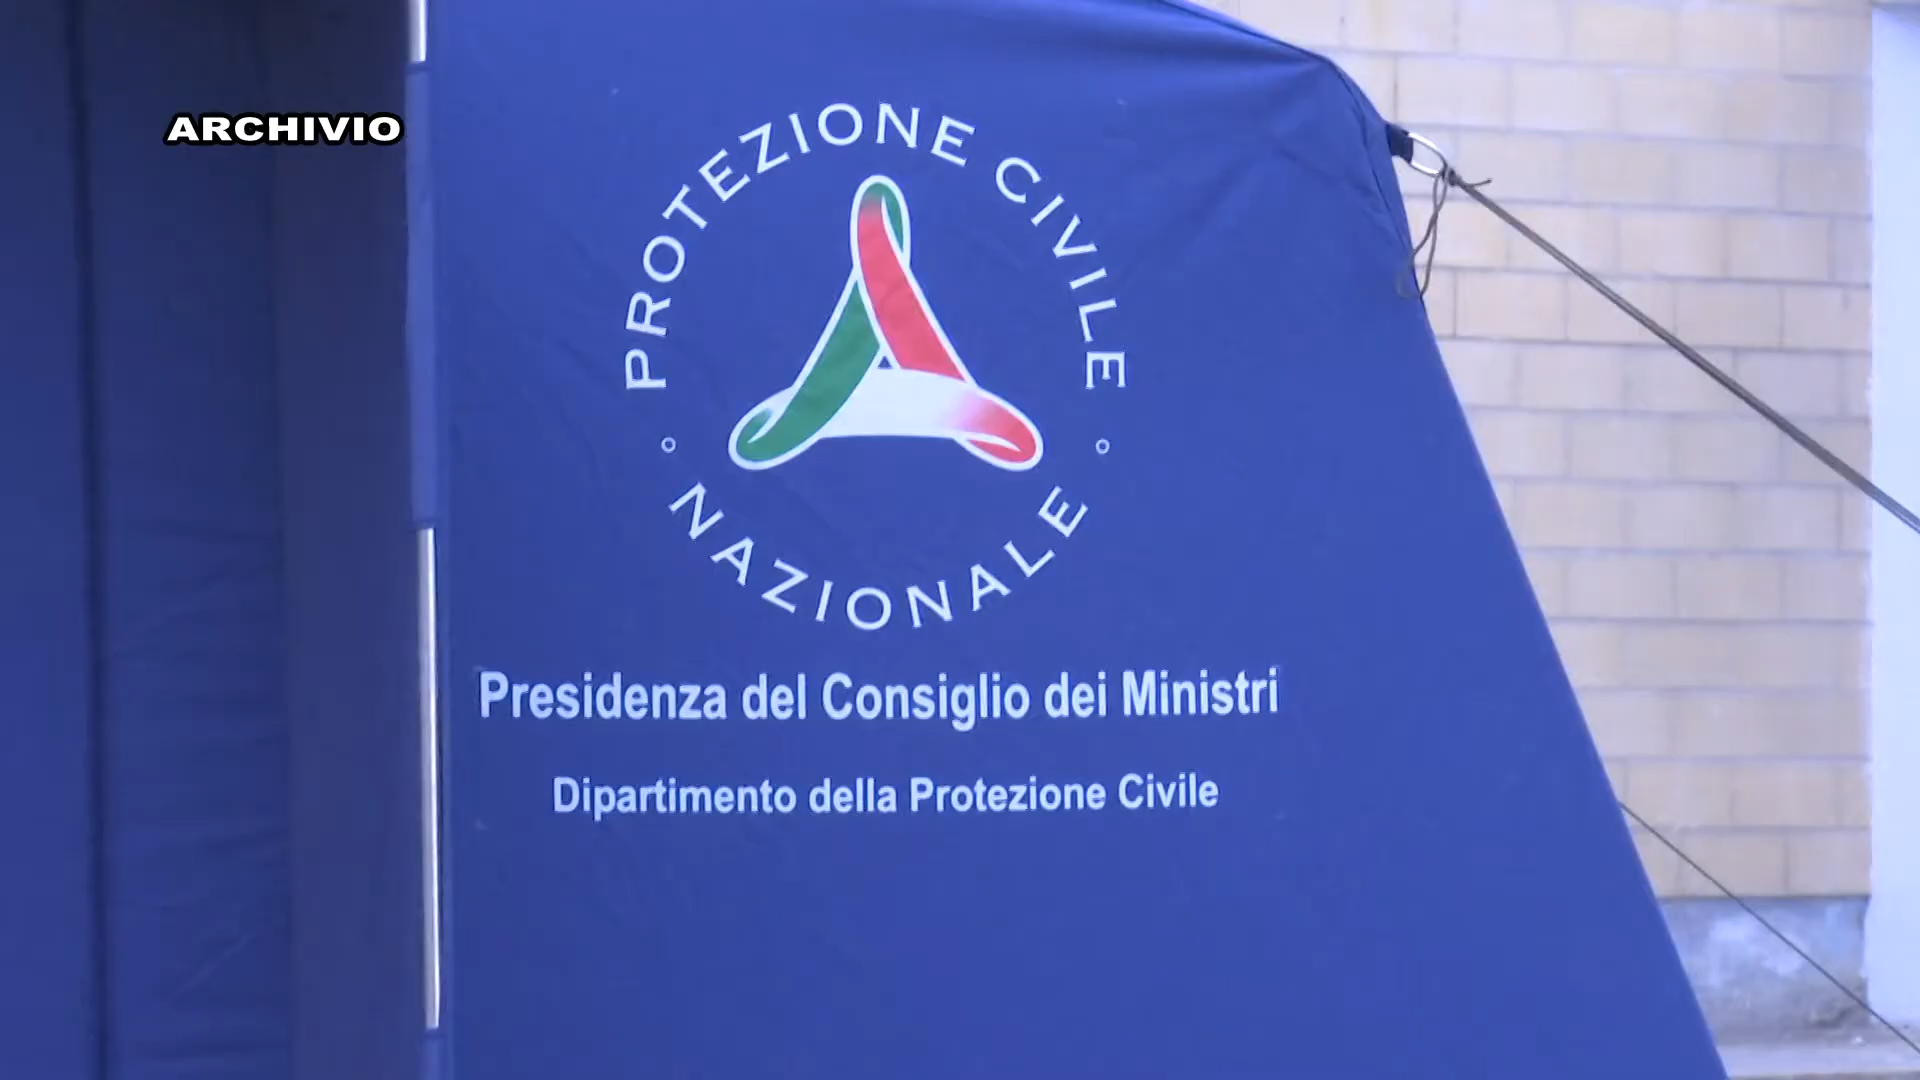 ARCHIVIO
PROTEZIONE CIVILE
NAZIONALE
Presidenza del Consiglio dei Ministri
Dipartimento della Protezione Civile